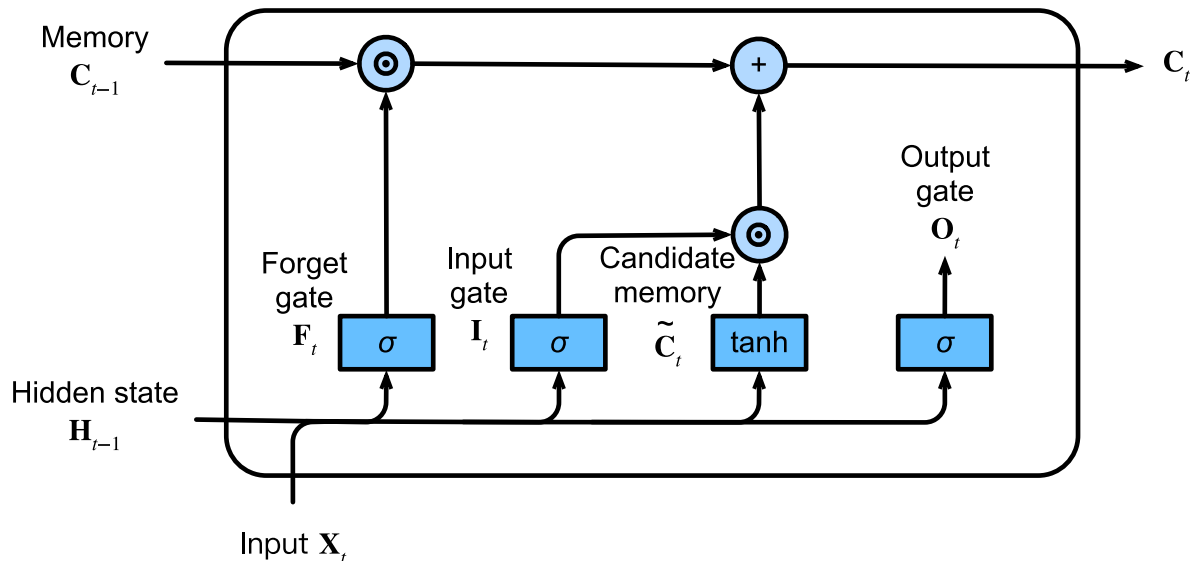 Memory
C_{t−1}
⊙
+
C_t
Output
gate
O_t
⊙
Forget
gate
F_t
σ
Input
gate
I_t
σ
Candidate
memory
C̃_t
tanh
σ
Hidden state
H_{t−1}
Input X_t